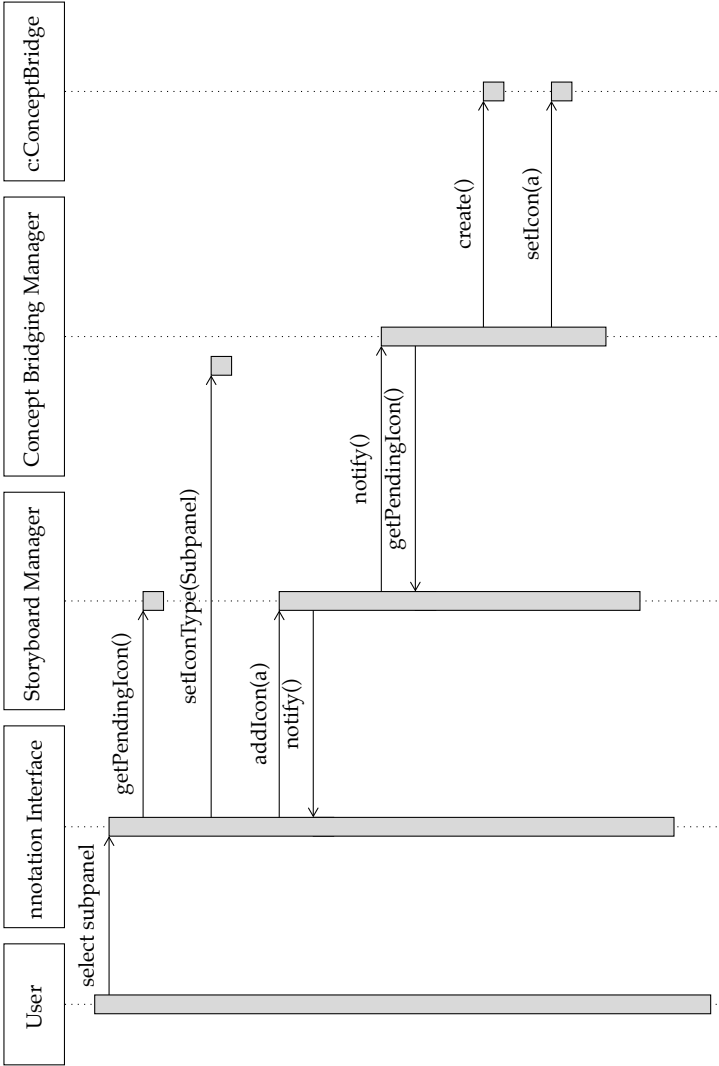 User
nnotation Interface
Storyboard Manager
Concept Bridging Manager
c:ConceptBridge
select subpanel
getPendingIcon()
setIconType(Subpanel)
addIcon(a)
notify()
notify()
getPendingIcon()
create()
setIcon(a)